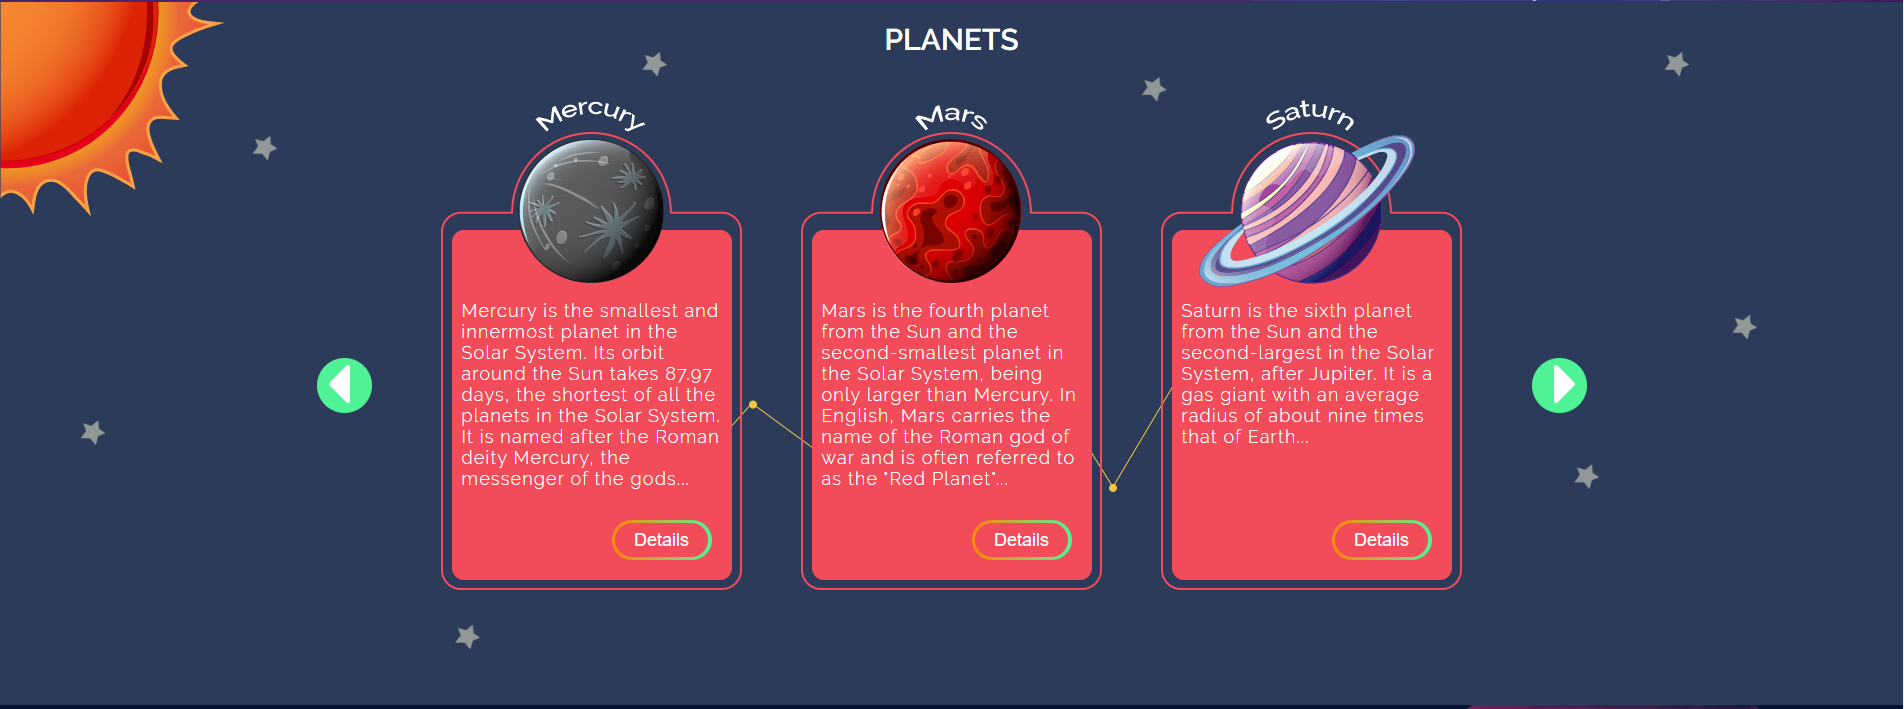 PLANETS
Mercury
Mercury is the smallest and
innermost planet in the
Solar System. Its orbit
around the Sun takes 87.97
days, the shortest of all the
planets in the Solar System.
It is named after the Roman
deity Mercury, the
messenger of the gods...
Details
Mars
Mars is the fourth planet
from the Sun and the
second-smallest planet in
the Solar System, being
only larger than Mercury. In
English, Mars carries the
name of the Roman god of
war and is often referred to
as the "Red Planet"...
Details
Saturn
Saturn is the sixth planet
from the Sun and the
second-largest in the Solar
System, after Jupiter. It is a
gas giant with an average
radius of about nine times
that of Earth...
Details